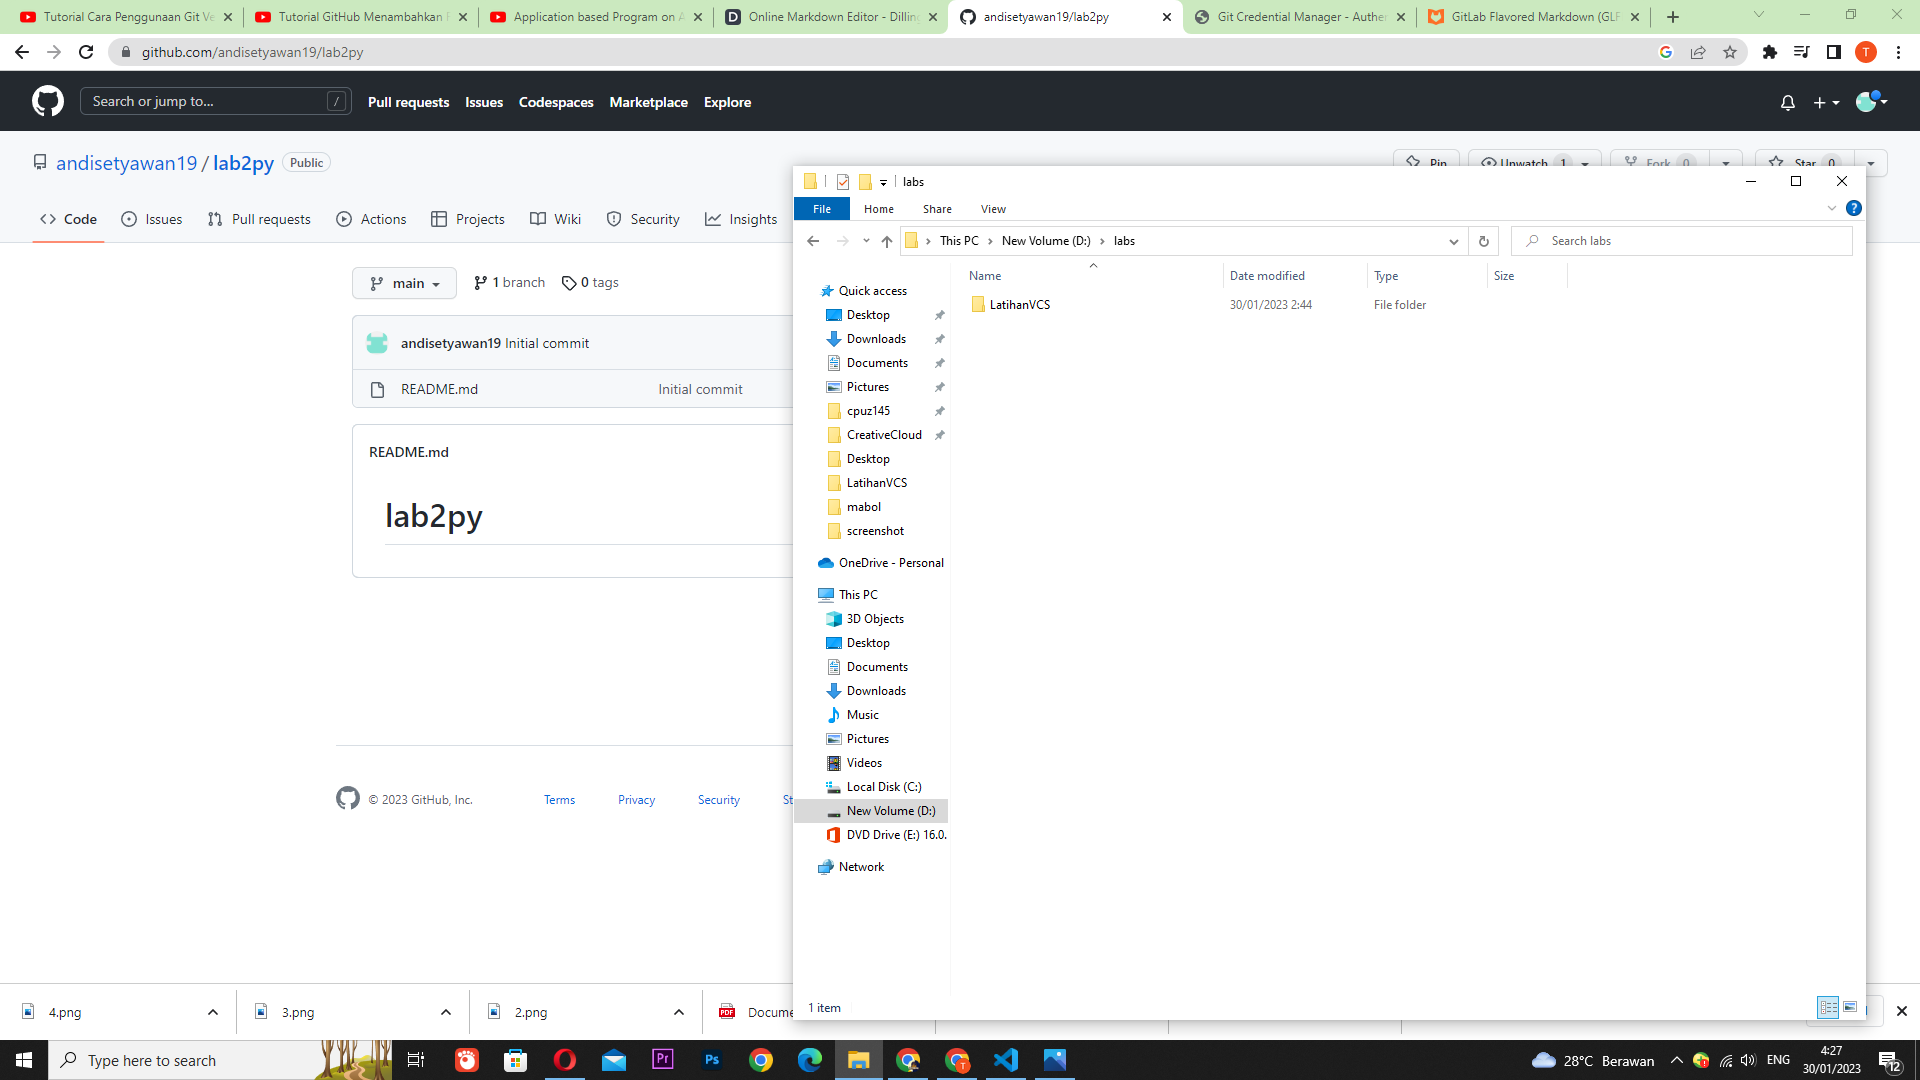 Tutorial Cara Penggunaan Git Ve
Tutorial GitHub Menambahkan
Application based Program on
Online Markdown Editor - Dilling
andisetyawan19/lab2py
Git Credential Manager - Authe
GitLab Flavored Markdown (GLF
github.com/andisetyawan19/lab2py
T
Search or jump to...
/
Pull requests
Issues
Codespaces
Marketplace
Explore
andisetyawan19 / lab2py
Public
Pin
Unwatch 1
Fork 0
Star 0
Code
Issues
Pull requests
Actions
Projects
Wiki
Security
Insights
main
1 branch
0 tags
andisetyawan19 Initial commit
README.md
Initial commit
README.md
lab2py
© 2023 GitHub, Inc.
Terms
Privacy
Security
St
labs
File
Home
Share
View
This PC
New Volume (D:)
labs
Search labs
Name
Date modified
Type
Size
LatihanVCS
30/01/2023 2:44
File folder
Quick access
Desktop
Downloads
Documents
Pictures
cpuz145
CreativeCloud
Desktop
LatihanVCS
mabol
screenshot
OneDrive - Personal
This PC
3D Objects
Desktop
Documents
Downloads
Music
Pictures
Videos
Local Disk (C:)
New Volume (D:)
DVD Drive (E:) 16.0.
Network
1 item
4.png
3.png
2.png
PDF
Docume
Type here to search
Pr
Ps
T
28°C Berawan
ENG
4:27
30/01/2023
12